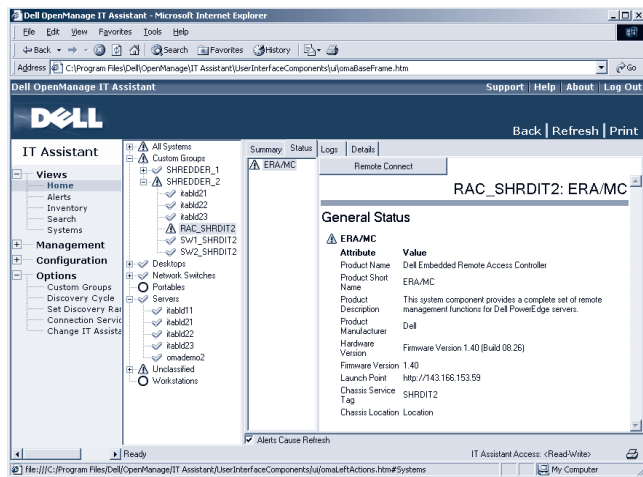 Dell OpenManage IT Assistant - Microsoft Internet Explorer
File Edit View Favorites Tools Help
Back Search Favorites History
Address C:\Program Files\Dell\OpenManage\IT Assistant\UserInterfaceComponents\ui\omaBaseFrame.htm Go
Dell OpenManage IT Assistant Support | Help | About | Log Out
DELL
Back | Refresh | Print
IT Assistant
Views
Home
Alerts
Inventory
Search
Systems
Management
Configuration
Options
Custom Groups
Discovery Cycle
Set Discovery Ran
Connection Servic
Change IT Assista
All Systems
Custom Groups
SHREDDER_1
SHREDDER_2
itabld21
itabld22
itabld23
RAC_SHRDIT2
SW1_SHRDIT2
SW2_SHRDIT2
Desktops
Network Switches
Portables
Servers
itabld11
itabld21
itabld22
itabld23
omademo2
Unclassified
Workstations
Summary Status Logs Details
ERA/MC
Remote Connect
RAC_SHRDIT2: ERA/MC
General Status
ERA/MC
Attribute Value
Product Name Dell Embedded Remote Access Controller
Product Short Name ERA/MC
Product Description This system component provides a complete set of remote management functions for Dell PowerEdge servers.
Product Manufacturer Dell
Hardware Version Firmware Version 1.40 (Build 08.26)
Firmware Version 1.40
Launch Point http://143.166.153.59
Chassis Service Tag SHRDIT2
Chassis Location Location
Alerts Cause Refresh
Ready IT Assistant Access: <Read-Write>
file:///C:/Program Files/Dell/OpenManage/IT Assistant/UserInterfaceComponents/ui/omaLeftActions.htm#Systems My Computer